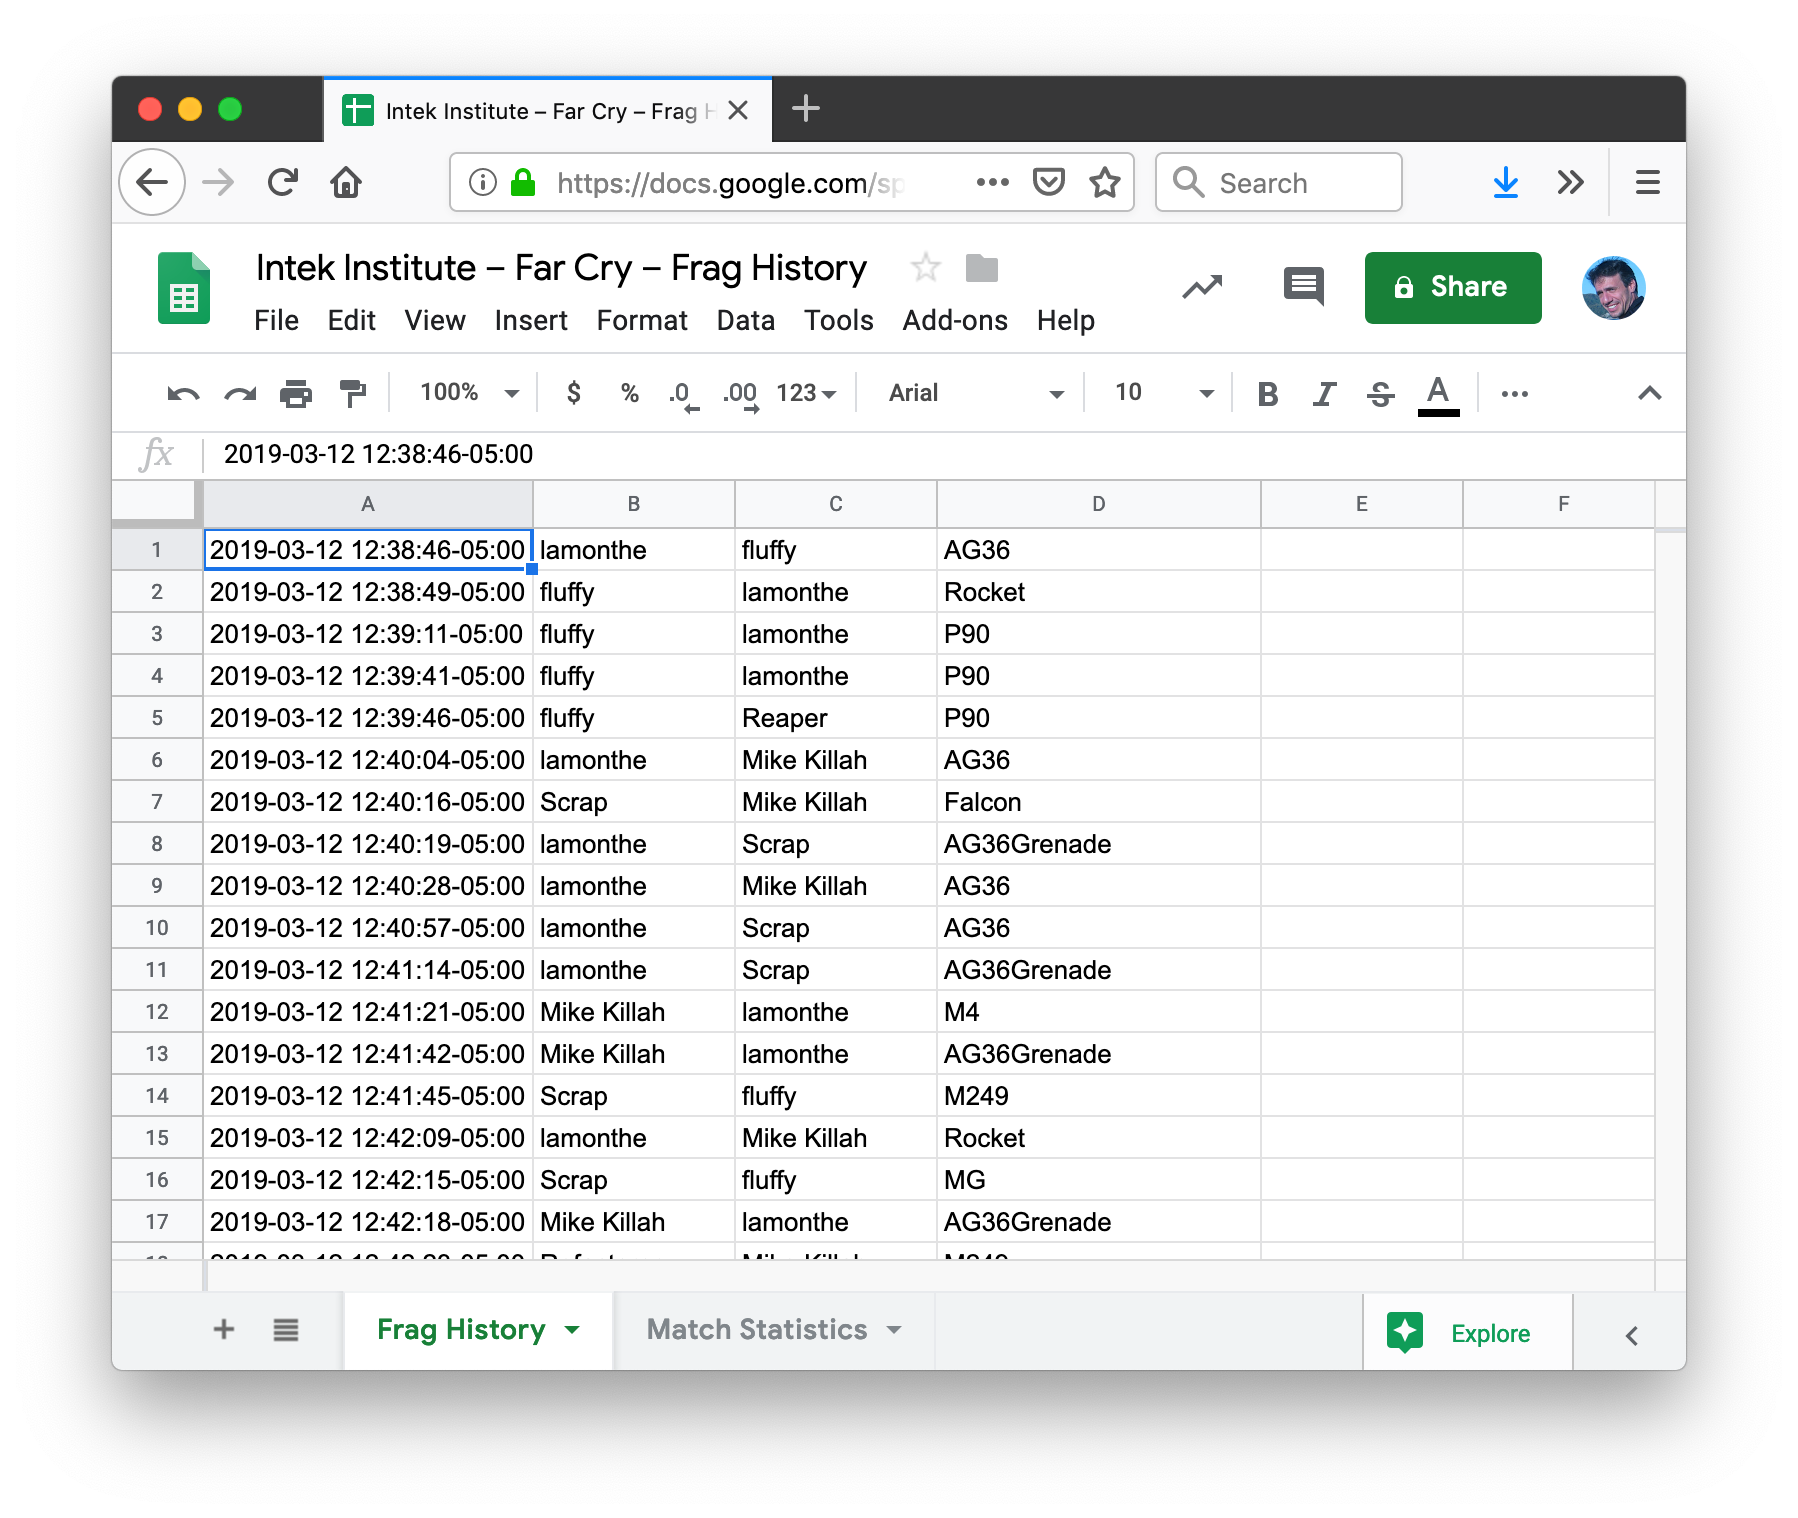 Intek Institute – Far Cry – Frag H
https://docs.google.com/sp
Search
Intek Institute – Far Cry – Frag History
Share
File Edit View Insert Format Data Tools Add-ons Help
100% $ % .0 .00 123 Arial 10 B I S A
fx 2019-03-12 12:38:46-05:00
A B C D E F
1 2019-03-12 12:38:46-05:00 lamonthe fluffy AG36
2 2019-03-12 12:38:49-05:00 fluffy lamonthe Rocket
3 2019-03-12 12:39:11-05:00 fluffy lamonthe P90
4 2019-03-12 12:39:41-05:00 fluffy lamonthe P90
5 2019-03-12 12:39:46-05:00 fluffy Reaper P90
6 2019-03-12 12:40:04-05:00 lamonthe Mike Killah AG36
7 2019-03-12 12:40:16-05:00 Scrap Mike Killah Falcon
8 2019-03-12 12:40:19-05:00 lamonthe Scrap AG36Grenade
9 2019-03-12 12:40:28-05:00 lamonthe Mike Killah AG36
10 2019-03-12 12:40:57-05:00 lamonthe Scrap AG36
11 2019-03-12 12:41:14-05:00 lamonthe Scrap AG36Grenade
12 2019-03-12 12:41:21-05:00 Mike Killah lamonthe M4
13 2019-03-12 12:41:42-05:00 Mike Killah lamonthe AG36Grenade
14 2019-03-12 12:41:45-05:00 Scrap fluffy M249
15 2019-03-12 12:42:09-05:00 lamonthe Mike Killah Rocket
16 2019-03-12 12:42:15-05:00 Scrap fluffy MG
17 2019-03-12 12:42:18-05:00 Mike Killah lamonthe AG36Grenade
Frag History Match Statistics Explore